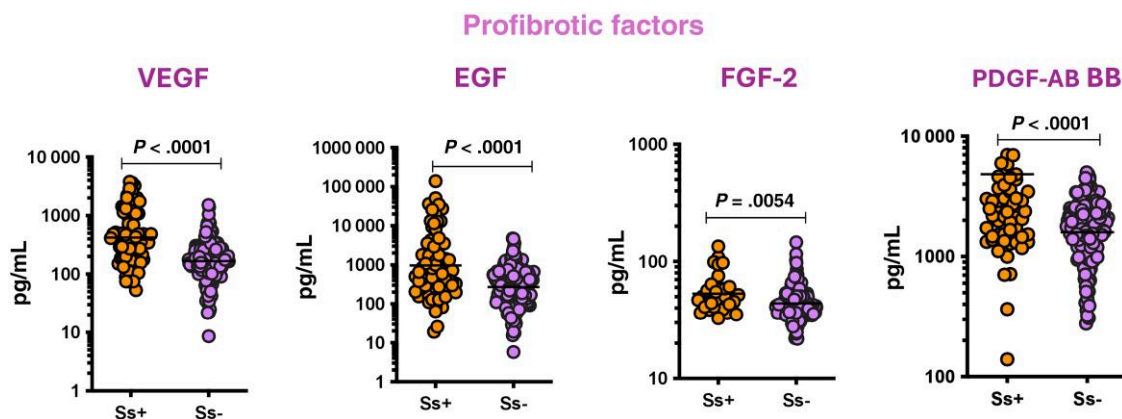 Profibrotic factors
VEGF
P < .0001
10 000
1000
100
10
1
pg/mL
Ss+ Ss-
EGF
P < .0001
1000 000
100 000
10 000
1000
100
10
1
pg/mL
Ss+ Ss-
FGF-2
P = .0054
1000
100
10
pg/mL
Ss+ Ss-
PDGF-AB BB
P < .0001
10 000
1000
100
pg/mL
Ss+ Ss-